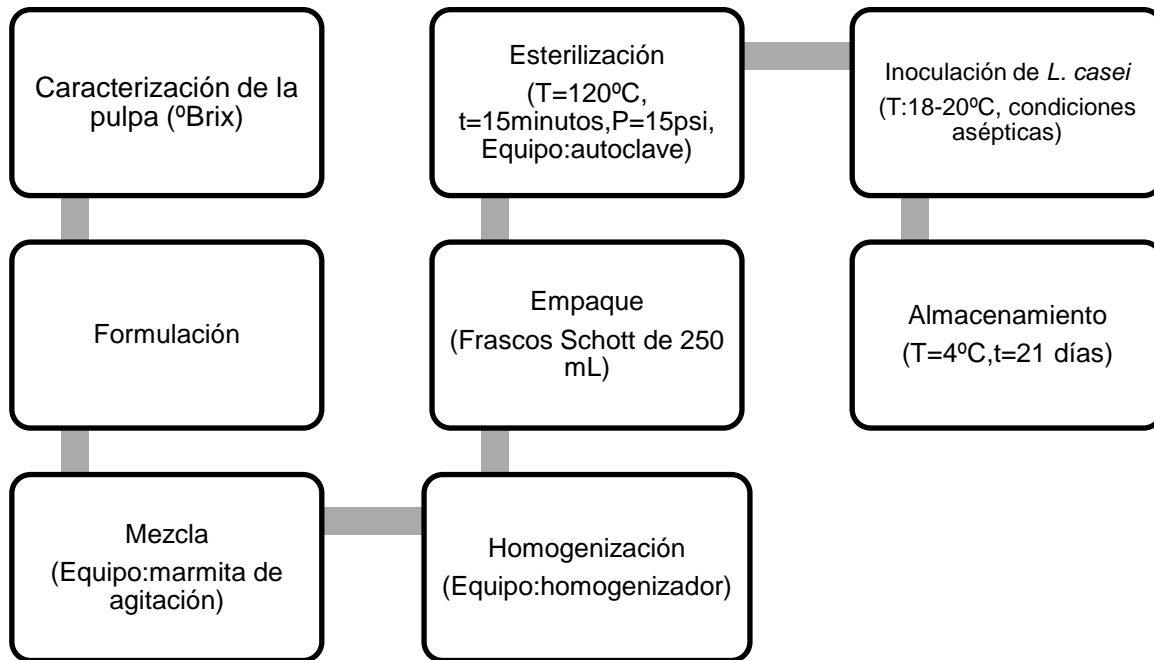 Caracterización de la
pulpa (ºBrix)
Formulación
Mezcla
(Equipo:marmita de
agitación)
Homogenización
(Equipo:homogenizador)
Empaque
(Frascos Schott de 250
mL)
Esterilización
(T=120ºC,
t=15minutos,P=15psi,
Equipo:autoclave)
Inoculación de L. casei
(T:18-20ºC, condiciones
asépticas)
Almacenamiento
(T=4ºC,t=21 días)